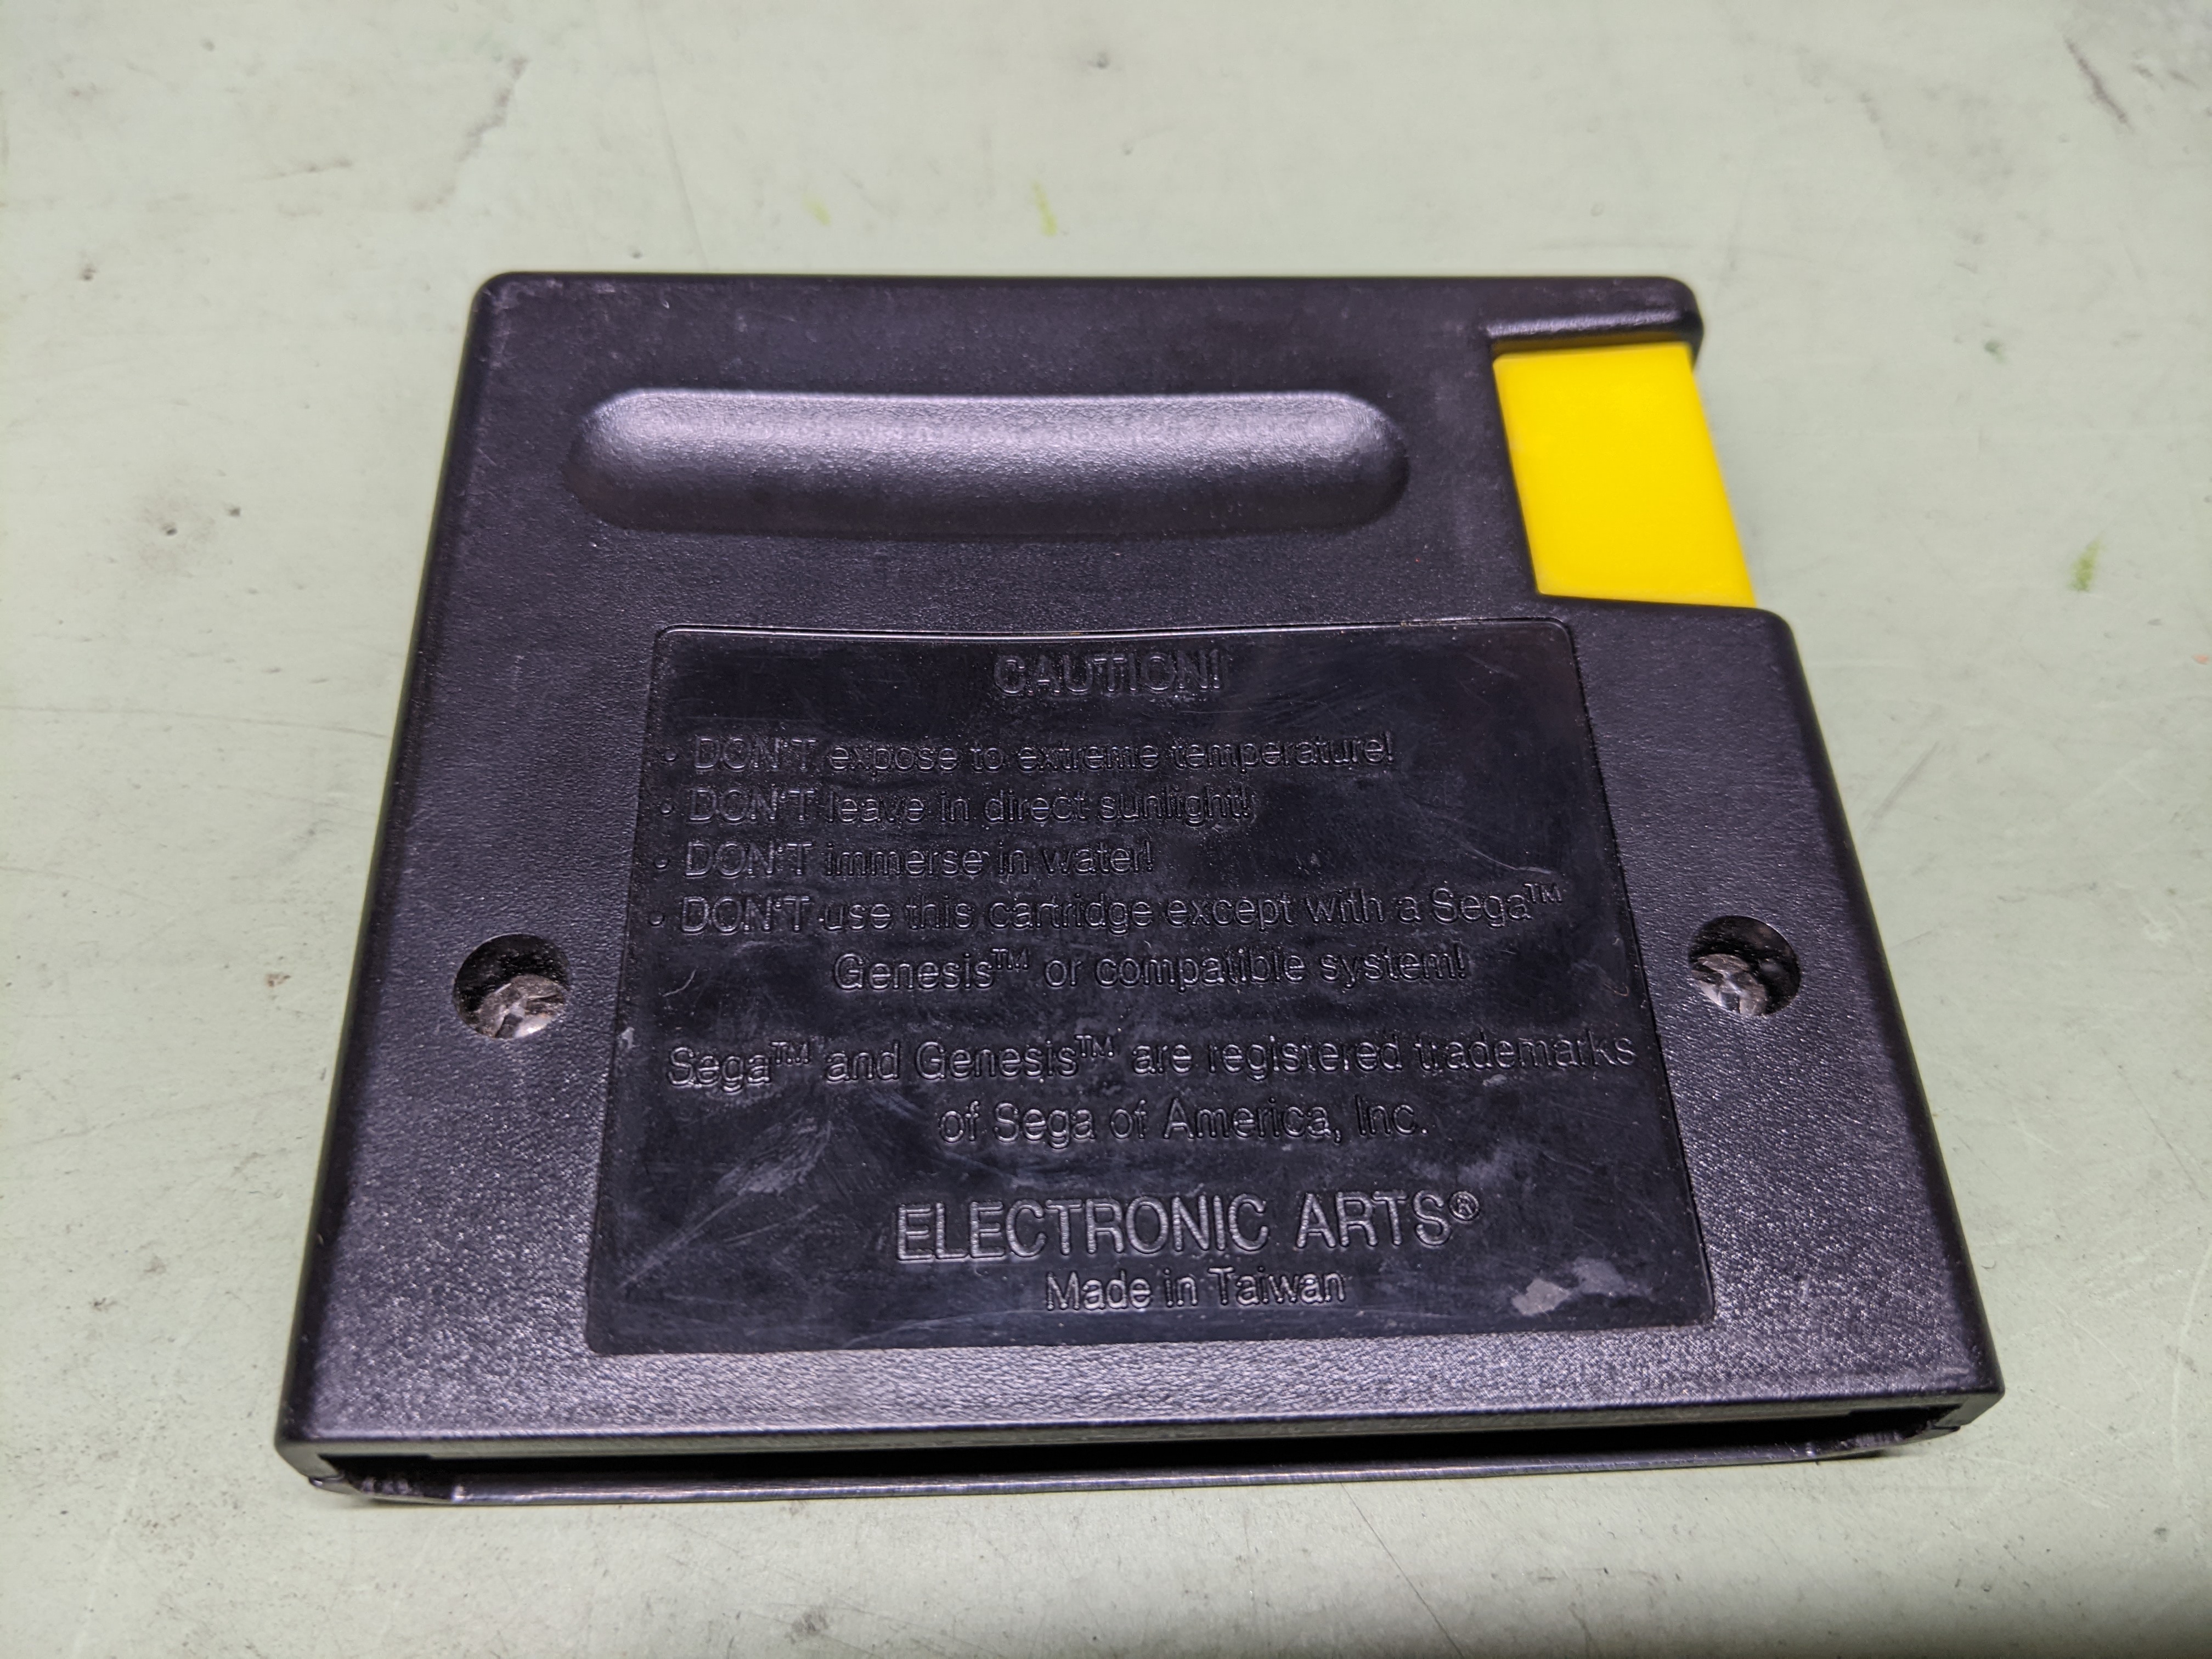 CAUTION!
• DON'T expose to extreme temperature!
• DON'T leave in direct sunlight!
• DON'T immerse in water!
• DON'T use this cartridge except with a Sega™
Genesis™ or compatible system!
Sega™ and Genesis™ are registered trademarks
of Sega of America, Inc.
ELECTRONIC ARTS®
Made in Taiwan